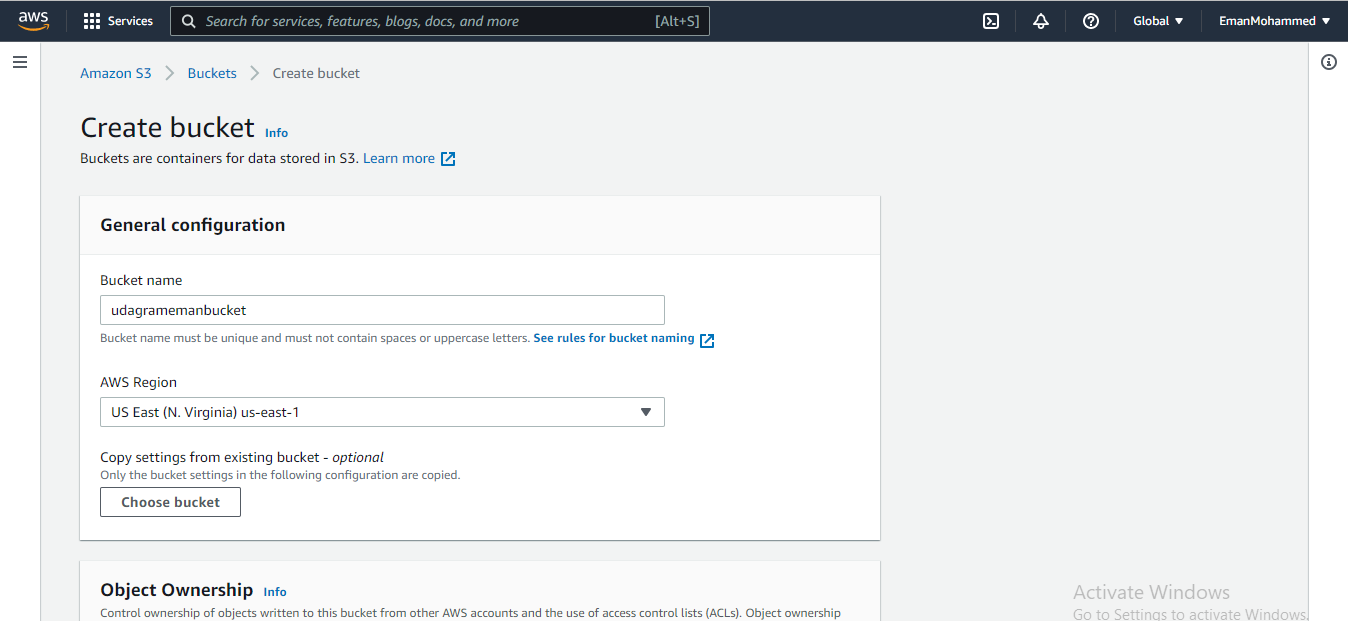 aws Services Search for services, features, blogs, docs, and more [Alt+S] Global EmanMohammed
Amazon S3 Buckets Create bucket
Create bucket Info
Buckets are containers for data stored in S3. Learn more
General configuration
Bucket name
udagramemanbucket
Bucket name must be unique and must not contain spaces or uppercase letters. See rules for bucket naming
AWS Region
US East (N. Virginia) us-east-1
Copy settings from existing bucket - optional
Only the bucket settings in the following configuration are copied.
Choose bucket
Object Ownership Info
Control ownership of objects written to this bucket from other AWS accounts and the use of access control lists (ACLs). Object ownership
Activate Windows
Go to Settings to activate Windows.